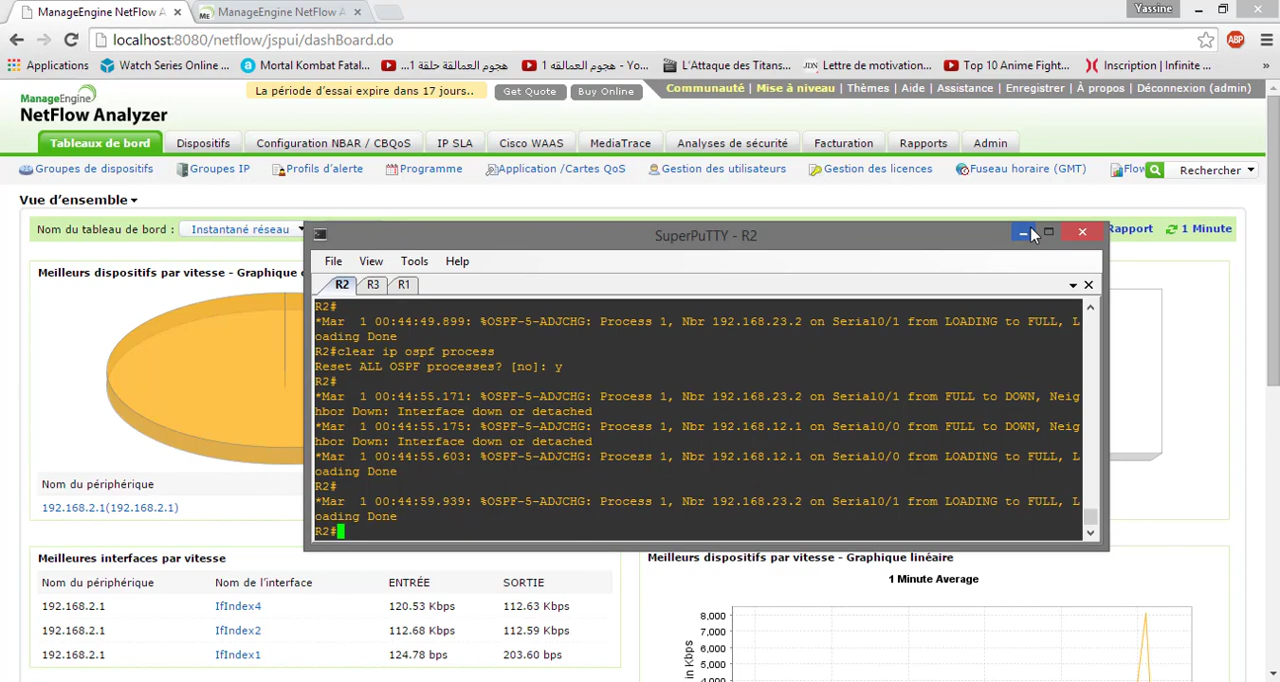 ManageEngine NetFlow A
ManageEngine NetFlow A
Yassine
localhost:8080/netflow/jspui/dashBoard.do
ABP
Applications
Watch Series Online ...
Mortal Kombat Fatal...
هجوم العمالقة حلقة 1...
هجوم العمالقه 1 - Yo...
L'Attaque des Titans...
JDN Lettre de motivation...
Top 10 Anime Fight...
Inscription | Infinite ...
»
ManageEngine
NetFlow Analyzer
La période d'essai expire dans 17 jours..
Get Quote
Buy Online
Communauté | Mise à niveau | Thèmes | Aide | Assistance | Enregistrer | À propos | Déconnexion (admin)
Tableaux de bord
Dispositifs
Configuration NBAR / CBQoS
IP SLA
Cisco WAAS
MediaTrace
Analyses de sécurité
Facturation
Rapports
Admin
Groupes de dispositifs
Groupes IP
Profils d'alerte
Programme
Application /Cartes QoS
Gestion des utilisateurs
Gestion des licences
Fuseau horaire (GMT)
Flow
Rechercher
Vue d'ensemble
Nom du tableau de bord :
Instantané réseau
Rapport
1 Minute
Meilleurs dispositifs par vitesse - Graphique
SuperPuTTY - R2
File View Tools Help
R2 R3 R1
R2#
*Mar  1 00:44:49.899: %OSPF-5-ADJCHG: Process 1, Nbr 192.168.23.2 on Serial0/1 from LOADING to FULL, L
oading Done
R2#clear ip ospf process
Reset ALL OSPF processes? [no]: y
R2#
*Mar  1 00:44:55.171: %OSPF-5-ADJCHG: Process 1, Nbr 192.168.23.2 on Serial0/1 from FULL to DOWN, Neig
hbor Down: Interface down or detached
*Mar  1 00:44:55.175: %OSPF-5-ADJCHG: Process 1, Nbr 192.168.12.1 on Serial0/0 from FULL to DOWN, Neig
hbor Down: Interface down or detached
*Mar  1 00:44:55.603: %OSPF-5-ADJCHG: Process 1, Nbr 192.168.12.1 on Serial0/0 from LOADING to FULL, L
oading Done
R2#
*Mar  1 00:44:59.939: %OSPF-5-ADJCHG: Process 1, Nbr 192.168.23.2 on Serial0/1 from LOADING to FULL, L
oading Done
R2#
Nom du périphérique
192.168.2.1(192.168.2.1)
Meilleures interfaces par vitesse
Nom du périphérique Nom de l'interface ENTRÉE SORTIE
192.168.2.1 IfIndex4 120.53 Kbps 112.63 Kbps
192.168.2.1 IfIndex2 112.68 Kbps 112.59 Kbps
192.168.2.1 IfIndex1 124.78 bps 203.60 bps
Meilleurs dispositifs par vitesse - Graphique linéaire
1 Minute Average
8,000
7,000
6,000
5,000
4,000
in Kbps